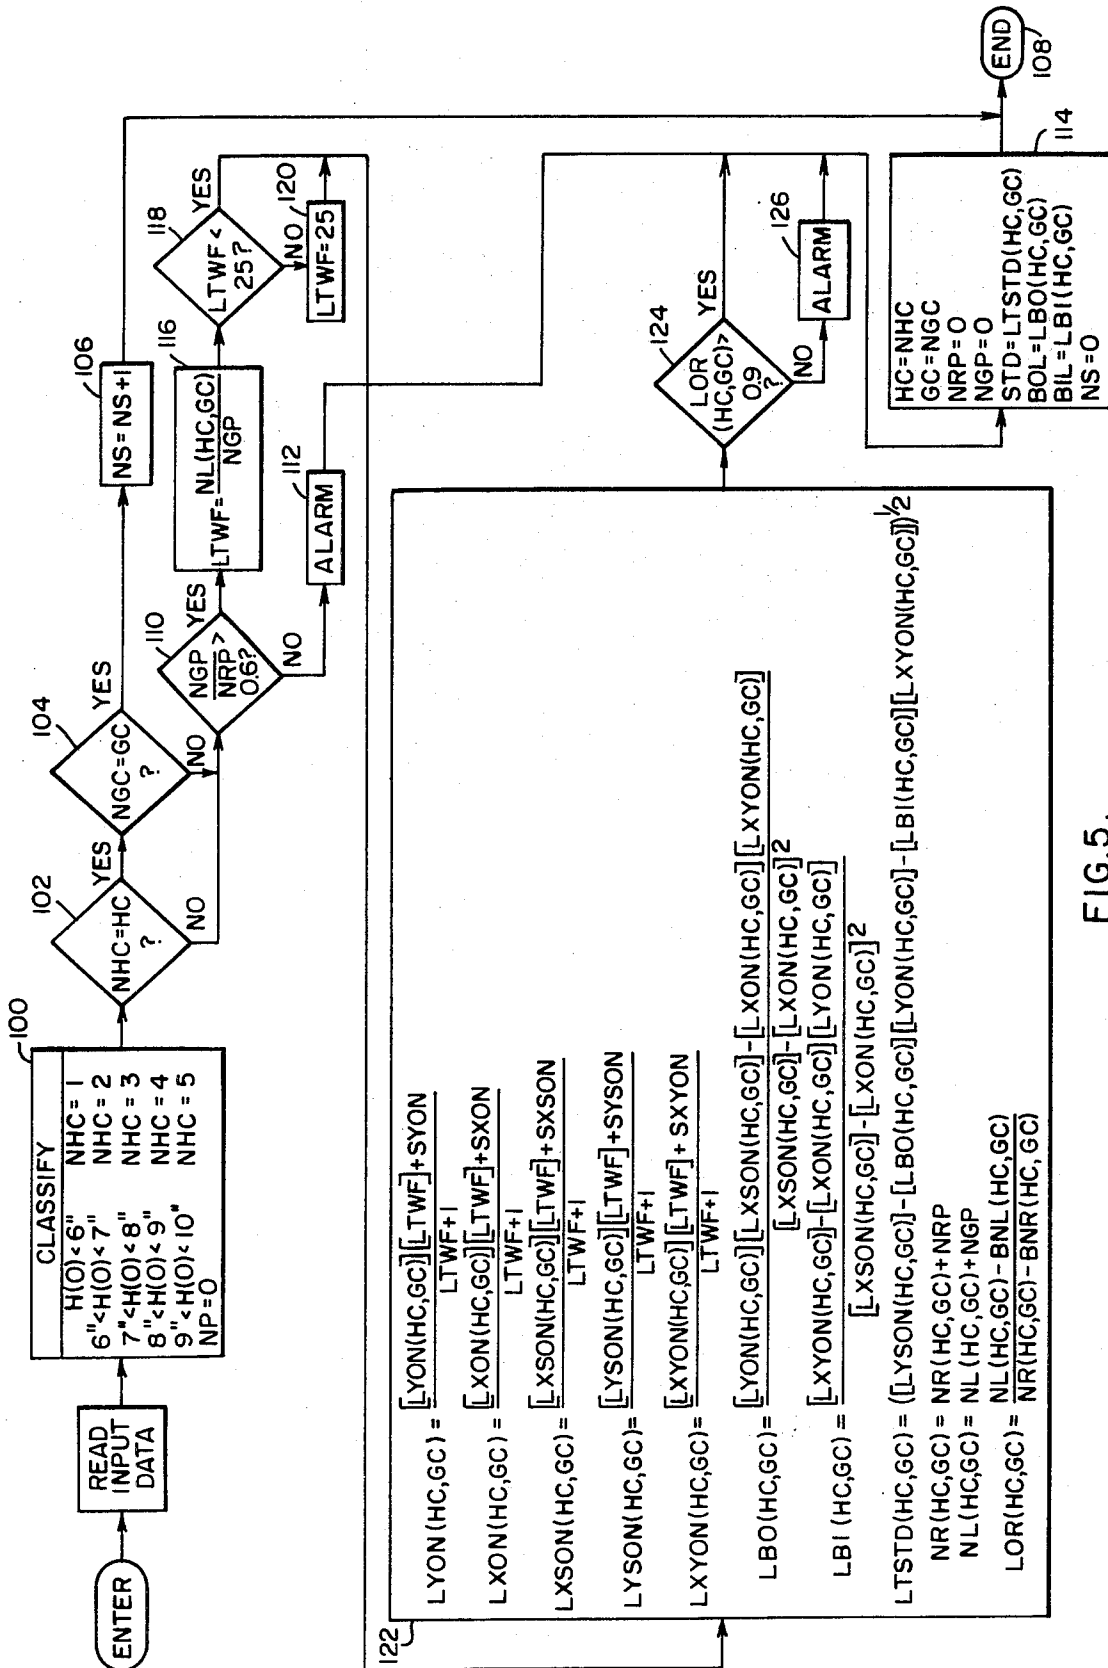 ENTER
READ
INPUT
DATA
100
CLASSIFY
H(O)<6" NHC=1
6"<H(O)<7" NHC=2
7"<H(O)<8" NHC=3
8"<H(O)<9" NHC=4
9"<H(O)<10" NHC=5
NP=O
102
NHC=HC
?
YES
NO
104
NGC=GC
?
YES
NO
106
NS=NS+1
END
108
110
NGP
NRP >
0.6?
YES
NO
112
ALARM
116
LTWF= NL(HC,GC)
NGP
118
LTWF<
25?
YES
NO
120
LTWF=25
122
LYON(HC,GC)= [LYON(HC,GC)][LTWF]+SYON
LTWF+1
LXON(HC,GC)= [LXON(HC,GC)][LTWF]+SXON
LTWF+1
LXSON(HC,GC)= [LXSON(HC,GC)][LTWF]+SXSON
LTWF+1
LYSON(HC,GC)= [LYSON(HC,GC)][LTWF]+SYSON
LTWF+1
LXYON(HC,GC)= [LXYON(HC,GC)][LTWF]+SXYON
LTWF+1
LBO(HC,GC)= [LYON(HC,GC)][LXSON(HC,GC)]-[LXON(HC,GC)][LXYON(HC,GC)]
[LXSON(HC,GC)]-[LXON(HC,GC)]2
LBI(HC,GC)= [LXYON(HC,GC)-[LXON(HC,GC)][LYON(HC,GC)]
[LXSON(HC,GC)]-[LXON(HC,GC)]2
LTSTD(HC,GC)= ([LYSON(HC,GC)]-[LBO(HC,GC)][LYON(HC,GC)]-[LBI(HC,GC)][LXYON(HC,GC)])½
NR(HC,GC)=NR(HC,GC)+NRP
NL(HC,GC)=NL(HC,GC)+NGP
LOR(HC,GC)= NL(HC,GC)-BNL(HC,GC)
NR(HC,GC)-BNR(HC,GC)
124
LOR
(HC,GC)>
0.9
?
YES
NO
126
ALARM
114
HC=NHC
GC=NGC
NRP=O
NGP=O
STD=LTSTD(HC,GC)
BOL=LBO(HC,GC)
BIL=LBI(HC,GC)
NS=O
FIG.5.